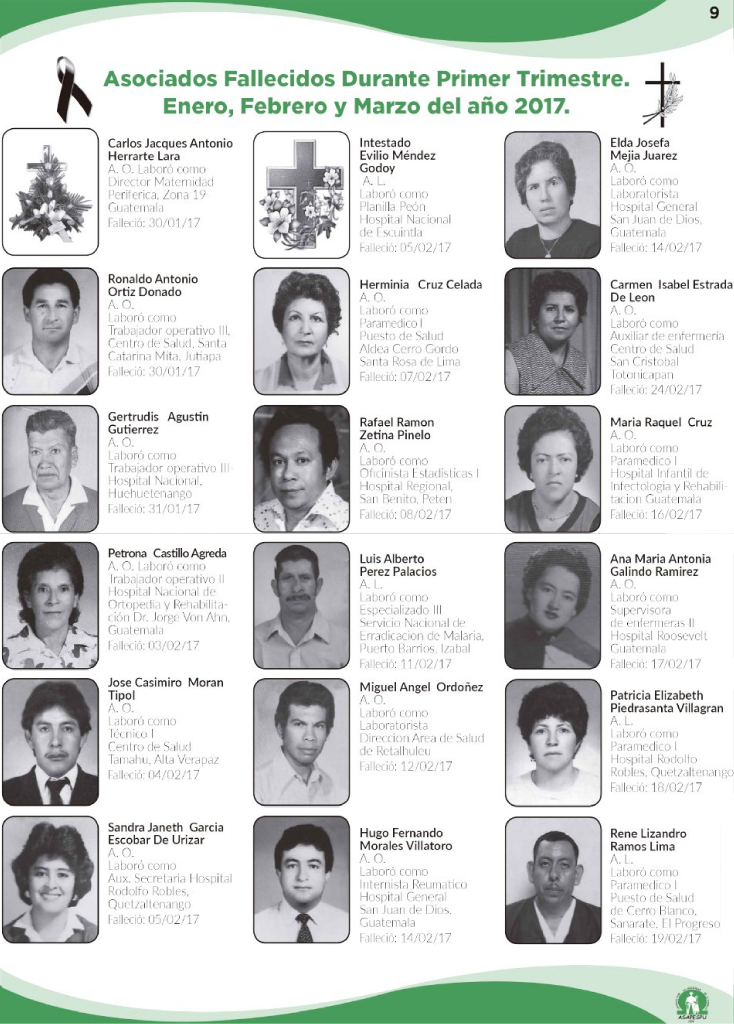 9
Asociados Fallecidos Durante Primer Trimestre.
Enero, Febrero y Marzo del año 2017.
Carlos Jacques Antonio
Herrarte Lara
A. O. Laboró como
Director Maternidad
Periferica, Zona 19
Guatemala
Falleció: 30/01/17
Ronaldo Antonio
Ortiz Donado
A. O.
Laboró como
Trabajador operativo III,
Centro de Salud, Santa
Catarina Mita, Jutiapa
Falleció: 30/01/17
Gertrudis Agustin
Gutierrez
A. O.
Laboró como
Trabajador operativo III-
Hospital Nacional,
Huehuetenango
Falleció: 31/01/17
Petrona Castillo Agreda
A. O. Laboró como
Trabajador operativo II
Hospital Nacional de
Ortopedia y Rehabilita-
ción Dr. Jorge Von Ahn,
Guatemala
Falleció: 03/02/17
Jose Casimiro Moran
Tipol
A. O.
Laboró como
Técnico I
Centro de Salud
Tamahu, Alta Verapaz
Falleció: 04/02/17
Sandra Janeth Garcia
Escobar De Urizar
A. O.
Laboró como
Aux. Secretaria Hospital
Rodolfo Robles,
Quetzaltenango
Falleció: 05/02/17
Intestado
Evilio Méndez
Godoy
A. L.
Laboró como
Planilla Peón
Hospital Nacional
de Escuintla
Falleció: 05/02/17
Herminia Cruz Celada
A. O.
Laboró como
Paramedico I
Puesto de Salud
Aldea Cerro Gordo
Santa Rosa de Lima
Falleció: 07/02/17
Rafael Ramon
Zetina Pinelo
A. O.
Laboró como
Oficinista Estadisticas I
Hospital Regional,
San Benito, Peten
Falleció: 08/02/17
Luis Alberto
Perez Palacios
A. L.
Laboró como
Especializado III
Servicio Nacional de
Erradicacion de Malaria,
Puerto Barrios, Izabal
Falleció: 11/02/17
Miguel Angel Ordoñez
A. O.
Laboró como
Laboratorista
Direccion Area de Salud
de Retalhuleu
Falleció: 12/02/17
Hugo Fernando
Morales Villatoro
A. O.
Laboró como
Internista Reumatico
Hospital General
San Juan de Dios,
Guatemala
Falleció: 14/02/17
Elda Josefa
Mejia Juarez
A. O.
Laboró como
Laboratorista
Hospital General
San Juan de Dios,
Guatemala
Falleció: 14/02/17
Carmen Isabel Estrada
De Leon
A. O.
Laboró como
Auxiliar de enfermería
Centro de Salud
San Cristobal
Totonicapan
Falleció: 24/02/17
Maria Raquel Cruz
A. O.
Laboró como
Paramedico I
Hospital Infantil de
Infectologia y Rehabili-
tacion Guatemala
Falleció: 16/02/17
Ana Maria Antonia
Galindo Ramirez
A. O.
Laboró como
Supervisora
de enfermeras II
Hospital Roosevelt
Guatemala
Falleció: 17/02/17
Patricia Elizabeth
Piedrasanta Villagran
A. L.
Laboró como
Paramedico I
Hospital Rodolfo
Robles, Quetzaltenango
Falleció: 18/02/17
Rene Lizandro
Ramos Lima
A. L.
Laboró como
Paramedico I
Puesto de Salud
de Cerro Blanco,
Sanarate, El Progreso
Falleció: 19/02/17